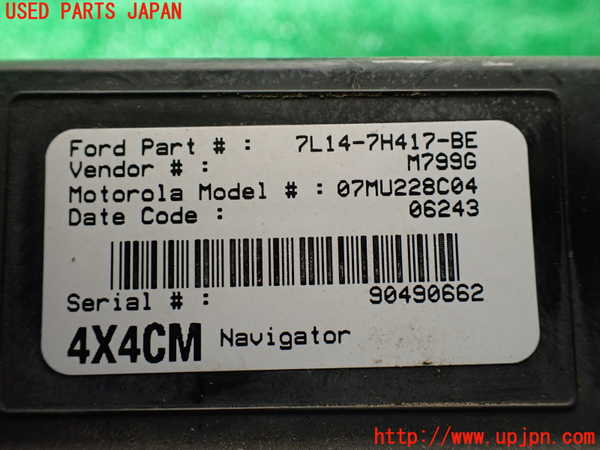 USED PARTS JAPAN
Ford Part # : 7L14-7H417-BE
Vendor # : M799G
Motorola Model # : 07MU228C04
Date Code : 06243
Serial # : 90490662
4X4CM Navigator
http://www.upjpn.com/